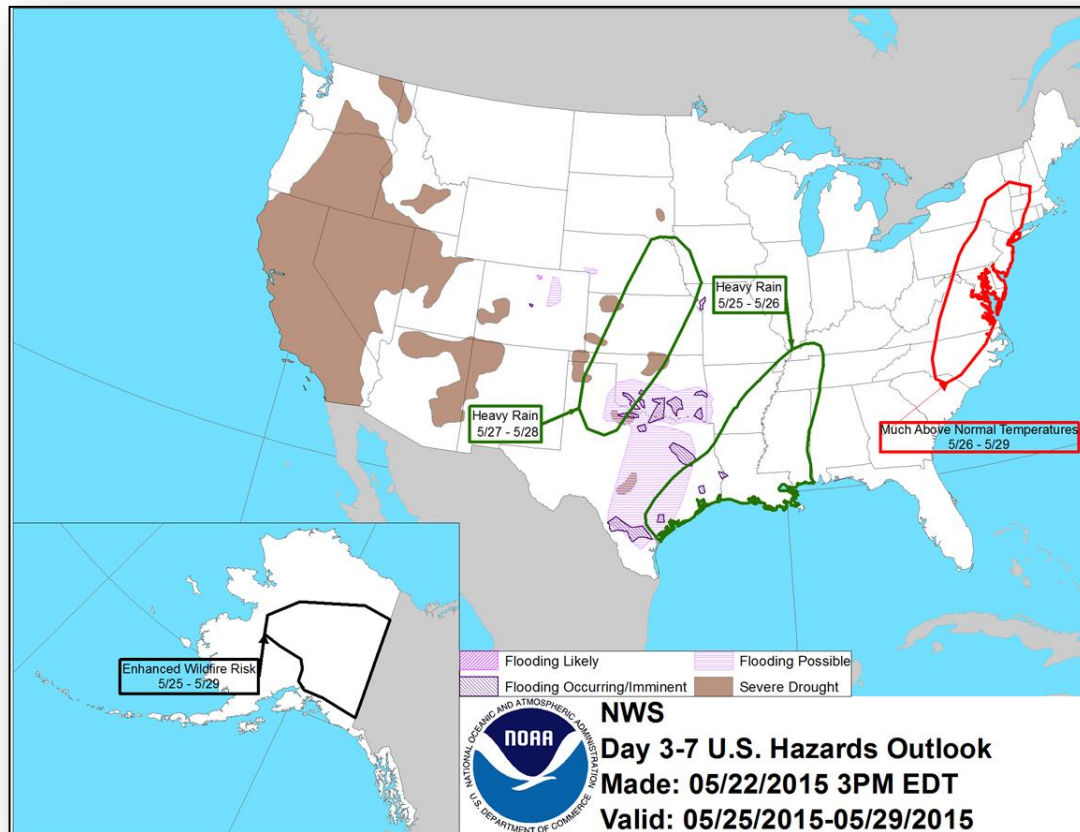 Heavy Rain
5/25 - 5/26
Heavy Rain
5/27 - 5/28
Much Above Normal Temperatures
5/26 - 5/29
Enhanced Wildfire Risk
5/25 - 5/29
Flooding Likely
Flooding Possible
Flooding Occurring/Imminent
Severe Drought
NATIONAL OCEANIC AND ATMOSPHERIC ADMINISTRATION
NOAA
U.S. DEPARTMENT OF COMMERCE
NWS
Day 3-7 U.S. Hazards Outlook
Made: 05/22/2015 3PM EDT
Valid: 05/25/2015-05/29/2015